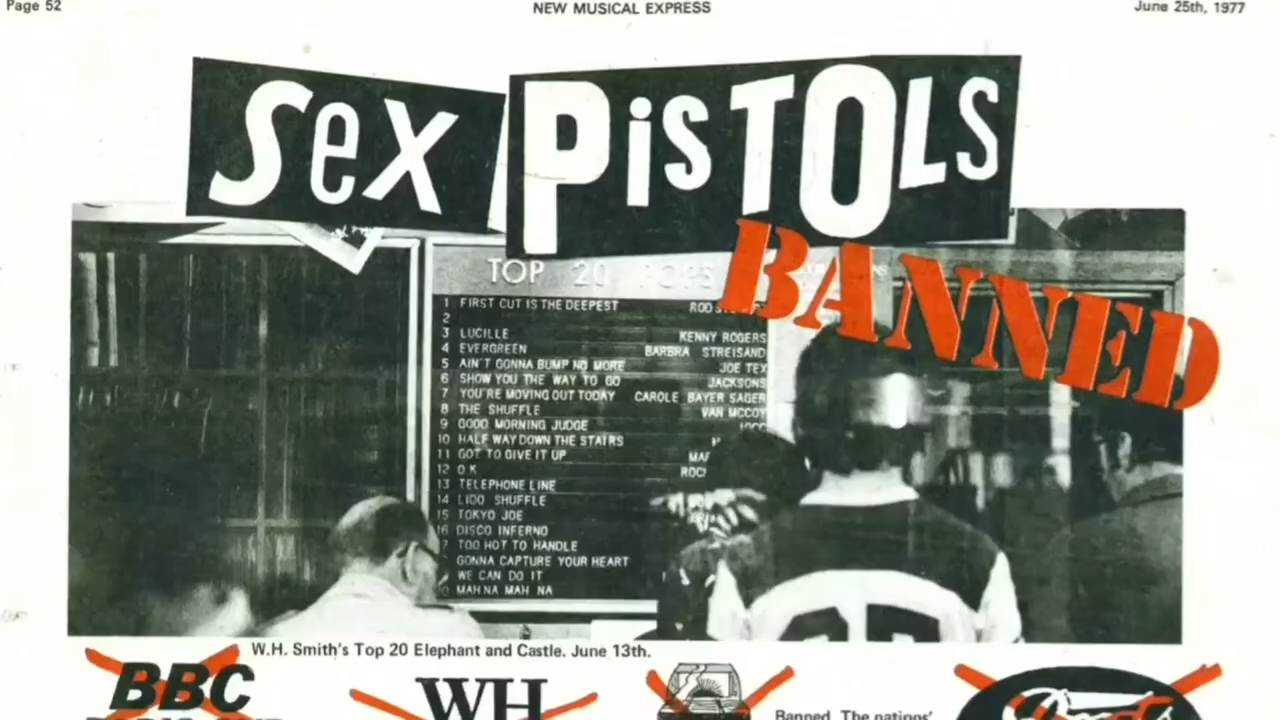 Page 52 NEW MUSICAL EXPRESS June 25th, 1977
SEX PISTOLS
BANNED
TOP 20
1 FIRST CUT IS THE DEEPEST ROD
2
3 LUCILLE KENNY ROGERS
4 EVERGREEN BARBRA STREISAND
5 AIN'T GONNA BUMP NO MORE JOE TEX
6 SHOW YOU THE WAY TO GO JACKSONS
7 YOU'RE MOVING OUT TODAY CAROLE BAYER SAGER
8 THE SHUFFLE VAN MCCOY
9 GOOD MORNING JUDGE
10 HALF WAY DOWN THE STAIRS
11 GOT TO GIVE IT UP
12 O.K
13 TELEPHONE LINE
14 LIDO SHUFFLE
15 TOKYO JOE
16 DISCO INFERNO
TOO HOT TO HANDLE
GONNA CAPTURE YOUR HEART
WE CAN DO IT
MAH NA MAH NA
W.H. Smith's Top 20 Elephant and Castle. June 13th.
BBC
WH
Banned. The nations'